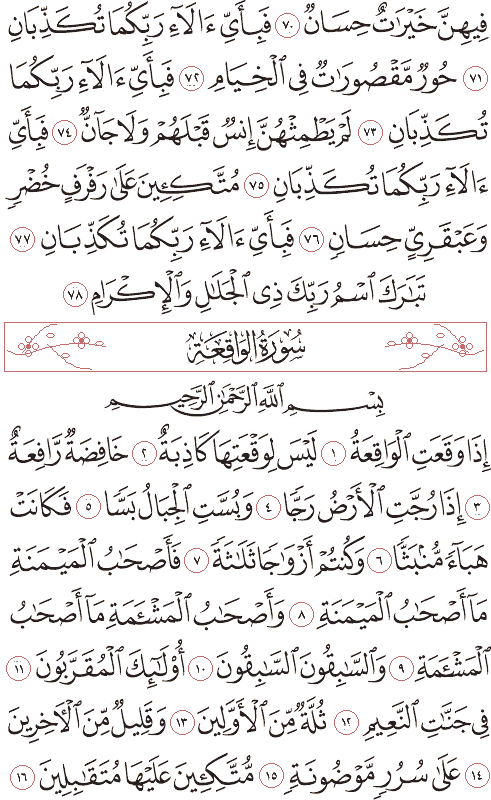 فِيهِنَّ خَيْرَٰتٌ حِسَانٌ ٧٠ فَبِأَيِّ ءَالَآءِ رَبِّكُمَا تُكَذِّبَانِ
٧١ حُورٌ مَّقْصُورَٰتٌ فِى ٱلْخِيَامِ ٧٢ فَبِأَيِّ ءَالَآءِ رَبِّكُمَا
تُكَذِّبَانِ ٧٣ لَمْ يَطْمِثْهُنَّ إِنسٌ قَبْلَهُمْ وَلَا جَآنٌّ ٧٤ فَبِأَيِّ
ءَالَآءِ رَبِّكُمَا تُكَذِّبَانِ ٧٥ مُتَّكِـِٔينَ عَلَىٰ رَفْرَفٍ خُضْرٍ
وَعَبْقَرِىٍّ حِسَانٍ ٧٦ فَبِأَيِّ ءَالَآءِ رَبِّكُمَا تُكَذِّبَانِ ٧٧
تَبَٰرَكَ ٱسْمُ رَبِّكَ ذِى ٱلْجَلَٰلِ وَٱلْإِكْرَامِ ٧٨
سُورَةُ الْوَاقِعَةِ
بِسْمِ ٱللَّهِ ٱلرَّحْمَٰنِ ٱلرَّحِيمِ
إِذَا وَقَعَتِ ٱلْوَاقِعَةُ ١ لَيْسَ لِوَقْعَتِهَا كَاذِبَةٌ ٢ خَافِضَةٌ رَّافِعَةٌ
٣ إِذَا رُجَّتِ ٱلْأَرْضُ رَجًّا ٤ وَبُسَّتِ ٱلْجِبَالُ بَسًّا ٥ فَكَانَتْ
هَبَآءً مُّنۢبَثًّا ٦ وَكُنتُمْ أَزْوَٰجًا ثَلَٰثَةً ٧ فَأَصْحَٰبُ ٱلْمَيْمَنَةِ
مَآ أَصْحَٰبُ ٱلْمَيْمَنَةِ ٨ وَأَصْحَٰبُ ٱلْمَشْـَٔمَةِ مَآ أَصْحَٰبُ
ٱلْمَشْـَٔمَةِ ٩ وَٱلسَّٰبِقُونَ ٱلسَّٰبِقُونَ ١٠ أُو۟لَٰٓئِكَ ٱلْمُقَرَّبُونَ ١١
فِى جَنَّٰتِ ٱلنَّعِيمِ ١٢ ثُلَّةٌ مِّنَ ٱلْأَوَّلِينَ ١٣ وَقَلِيلٌ مِّنَ ٱلْءَاخِرِينَ
١٤ عَلَىٰ سُرُرٍ مَّوْضُونَةٍ ١٥ مُّتَّكِـِٔينَ عَلَيْهَا مُتَقَٰبِلِينَ ١٦